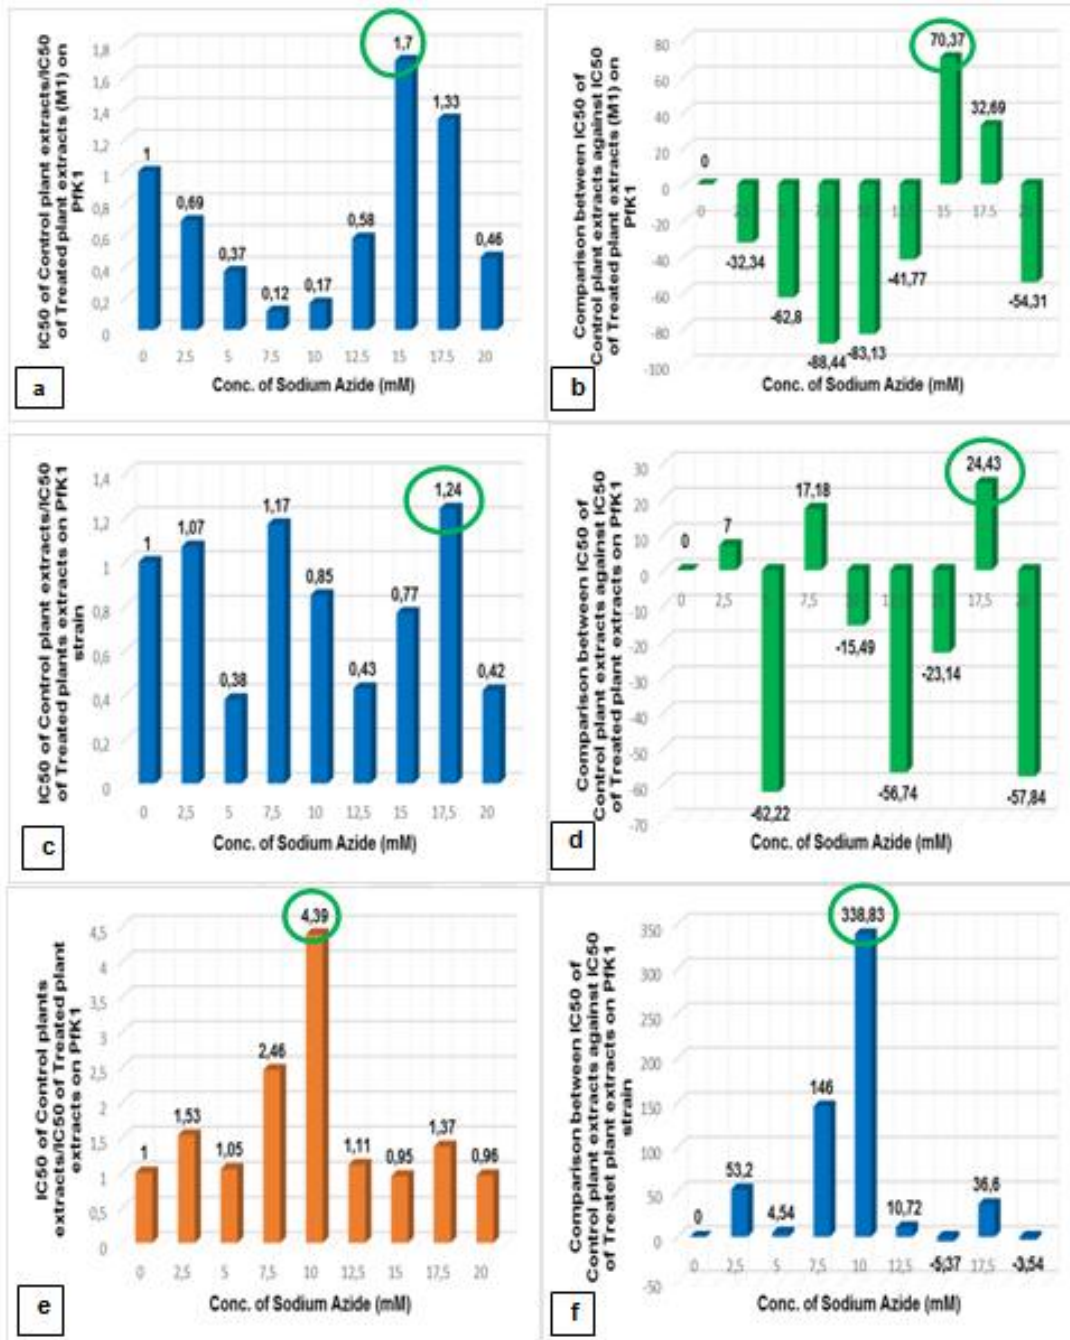 IC50 of Control plant extracts/IC50
of Treated plant extracts (M1) on
PfK1
1,8
1,6
1,4
1,2
1
0,8
0,6
0,4
0,2
0
1
0,69
0,37
0,12
0,17
0,58
1,7
1,33
0,46
0 2,5 5 7,5 10 12,5 15 17,5 20
Conc. of Sodium Azide (mM)
a
Comparison between IC50 of
Control plant extracts against IC50
of Treated plant extracts (M1) on
PfK1
80
60
40
20
0
-20
-40
-60
-80
-100
0
-32,34
-62,8
-88,44
-83,13
-41,77
70,37
32,69
-54,31
0 15 17,5
Conc. of Sodium Azide (mM)
b
IC50 of Control plant extracts/IC50
of Treated plants extracts on PfK1
strain
1,4
1,2
1
0,8
0,6
0,4
0,2
0
1
1,07
0,38
1,17
0,85
0,43
0,77
1,24
0,42
0 2,5 5 7,5 10 12,5 15 17,5 20
Conc. of Sodium Azide (mM)
c
Comparison between IC50 of
Control plant extracts against IC50
of Treated plant extracts on PfK1
30
20
10
0
-10
-20
-30
-40
-50
-60
-70
0
7
-62,22
17,18
-15,49
-56,74
-23,14
24,43
-57,84
0 2,5 7,5 17,5
Conc. of Sodium Azide (mM)
d
IC50 of Control plants
extracts/IC50 of Treated plant
extracts on PfK1
4,5
4
3,5
3
2,5
2
1,5
1
0,5
0
1
1,53
1,05
2,46
4,39
1,11
0,95
1,37
0,96
0 2,5 5 7,5 10 12,5 15 17,5 20
Conc. of Sodium Azide (mM)
e
Comparison between IC50 of
Control plant extracts against IC50
of Treatet plant extracts on PfK1
strain
350
300
250
200
150
100
50
0
-50
0
53,2
4,54
146
338,83
10,72
-5,37
36,6
-3,54
0 2,5 5 7,5 10 12,5 17,5
Conc. of Sodium Azide (mM)
f